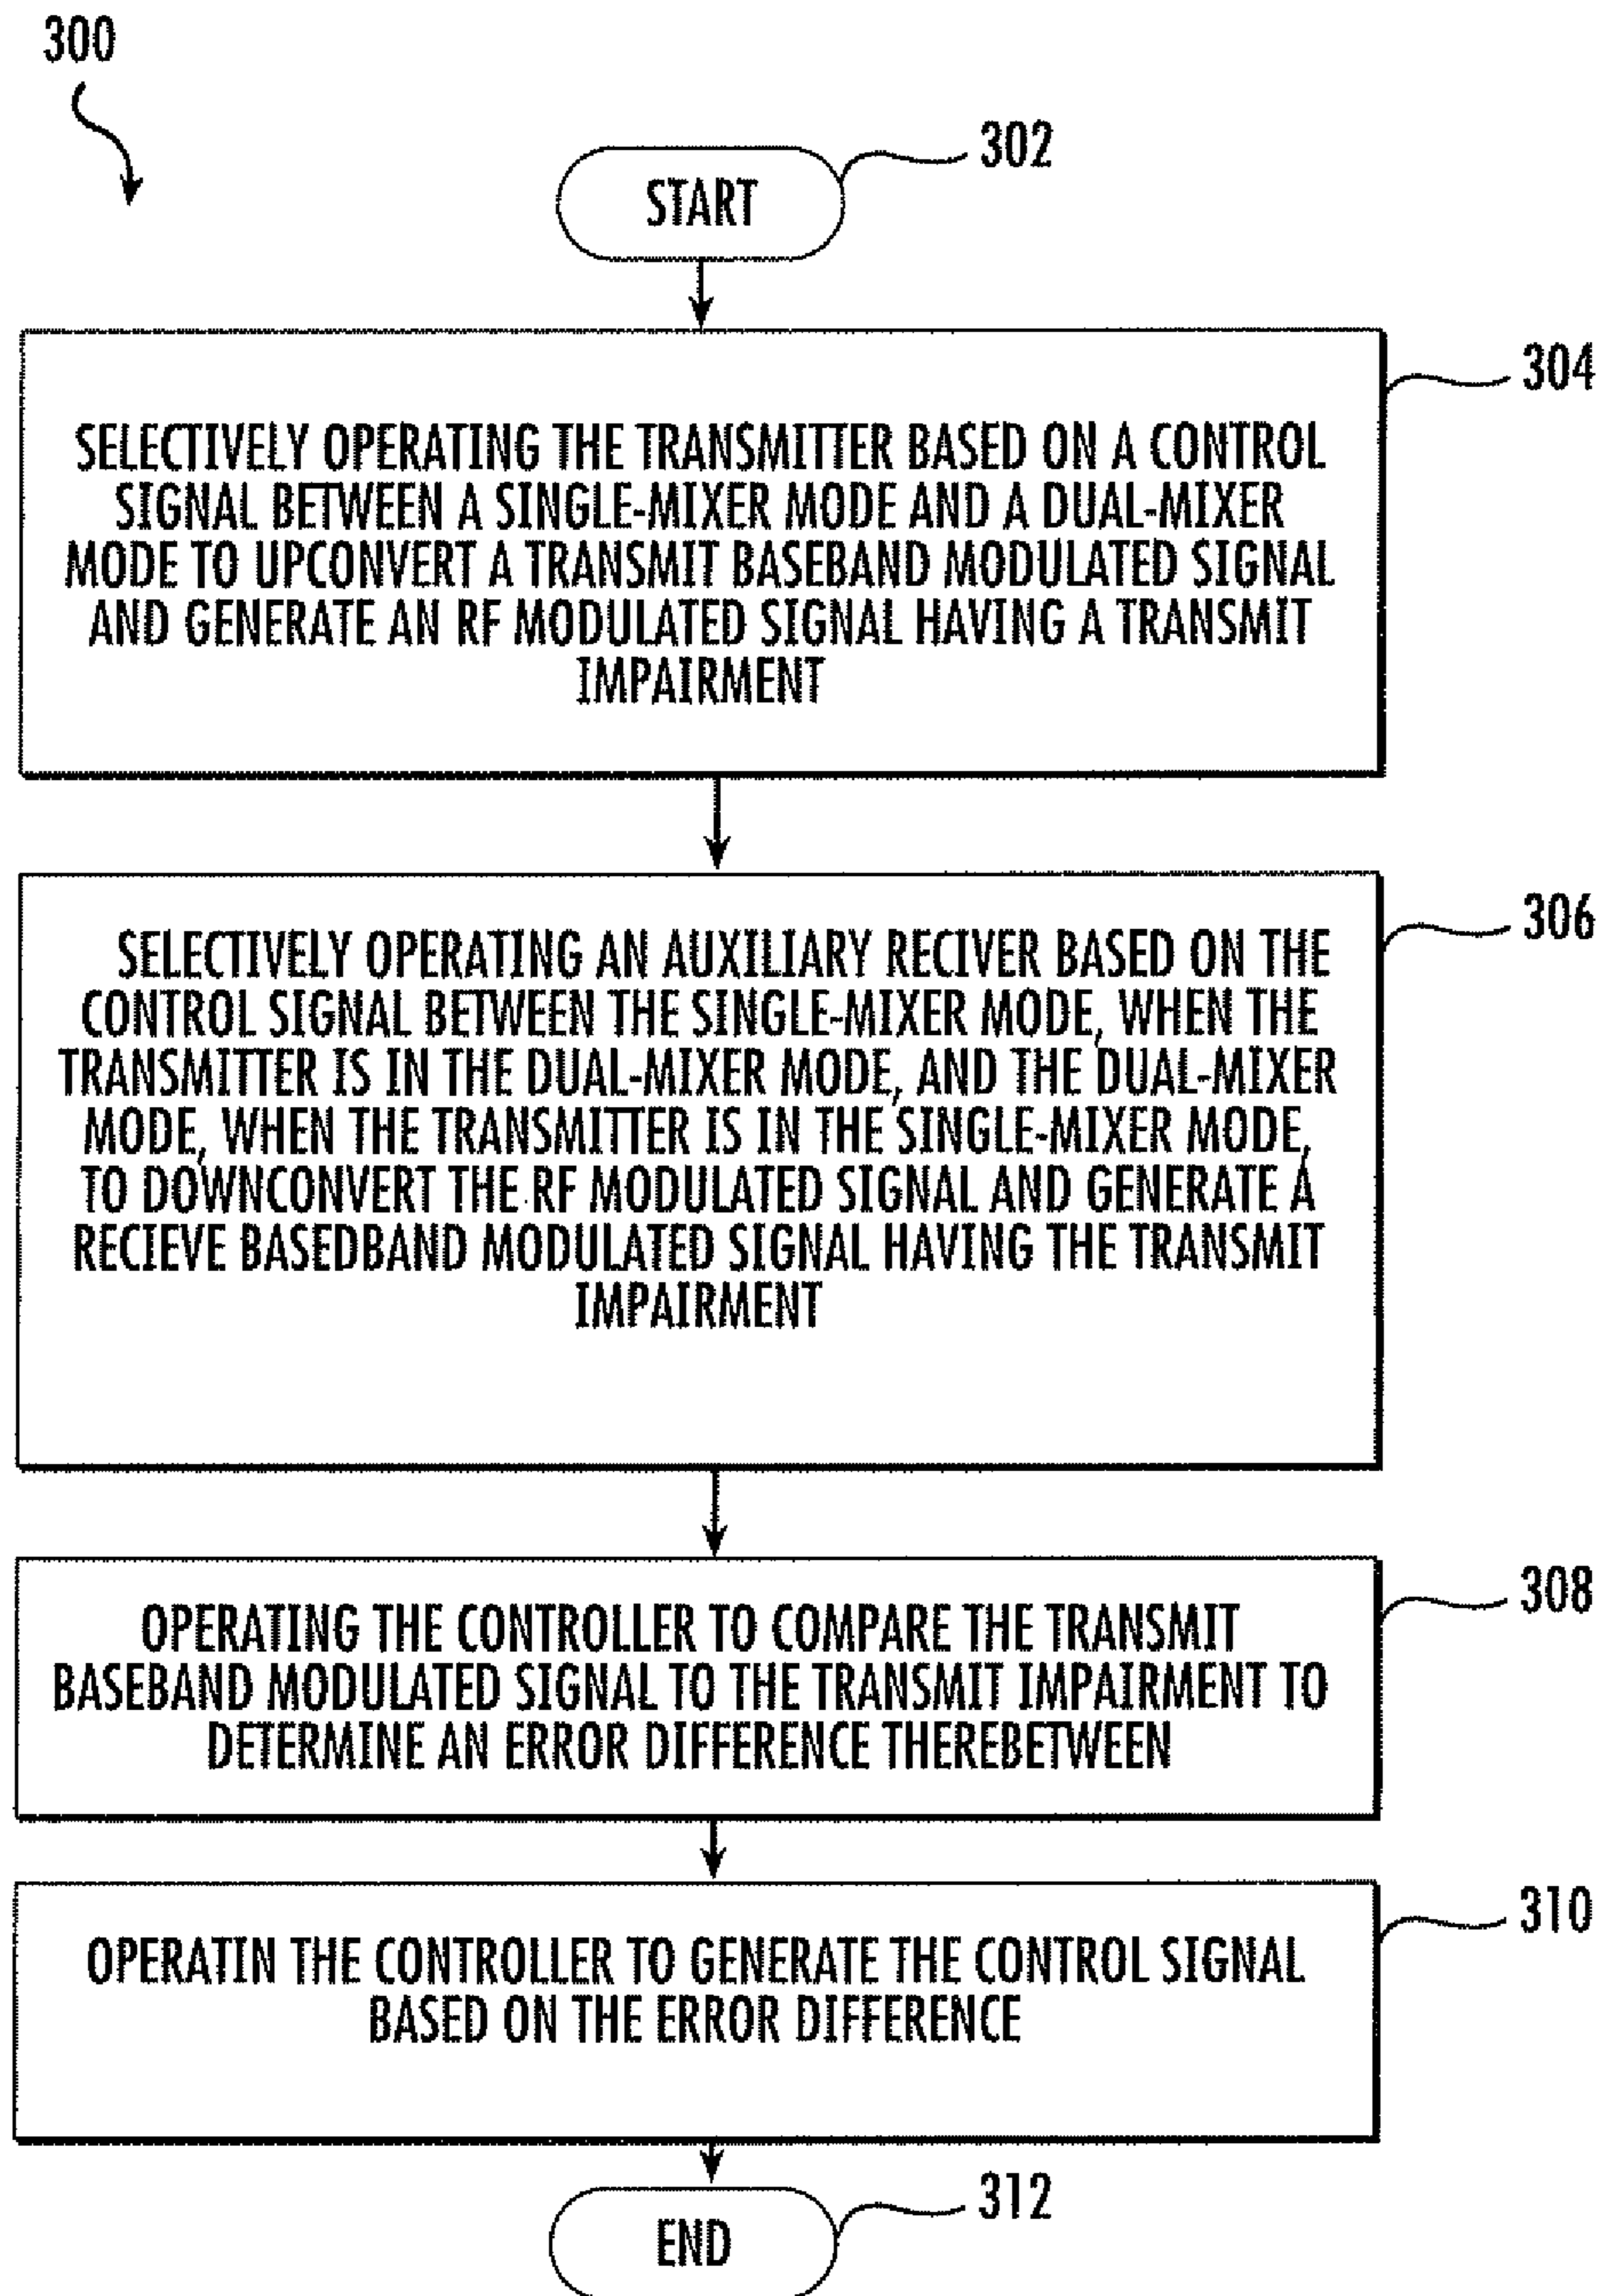 300
302
START
304
SELECTIVELY OPERATING THE TRANSMITTER BASED ON A CONTROL
SIGNAL BETWEEN A SINGLE-MIXER MODE AND A DUAL-MIXER
MODE TO UPCONVERT A TRANSMIT BASEBAND MODULATED SIGNAL
AND GENERATE AN RF MODULATED SIGNAL HAVING A TRANSMIT
IMPAIRMENT
306
SELECTIVELY OPERATING AN AUXILIARY RECIVER BASED ON THE
CONTROL SIGNAL BETWEEN THE SINGLE-MIXER MODE, WHEN THE
TRANSMITTER IS IN THE DUAL-MIXER MODE, AND THE DUAL-MIXER
MODE, WHEN THE TRANSMITTER IS IN THE SINGLE-MIXER MODE,
TO DOWNCONVERT THE RF MODULATED SIGNAL AND GENERATE A
RECIEVE BASEDBAND MODULATED SIGNAL HAVING THE TRANSMIT
IMPAIRMENT
308
OPERATING THE CONTROLLER TO COMPARE THE TRANSMIT
BASEBAND MODULATED SIGNAL TO THE TRANSMIT IMPAIRMENT TO
DETERMINE AN ERROR DIFFERENCE THEREBETWEEN
310
OPERATIN THE CONTROLLER TO GENERATE THE CONTROL SIGNAL
BASED ON THE ERROR DIFFERENCE
312
END